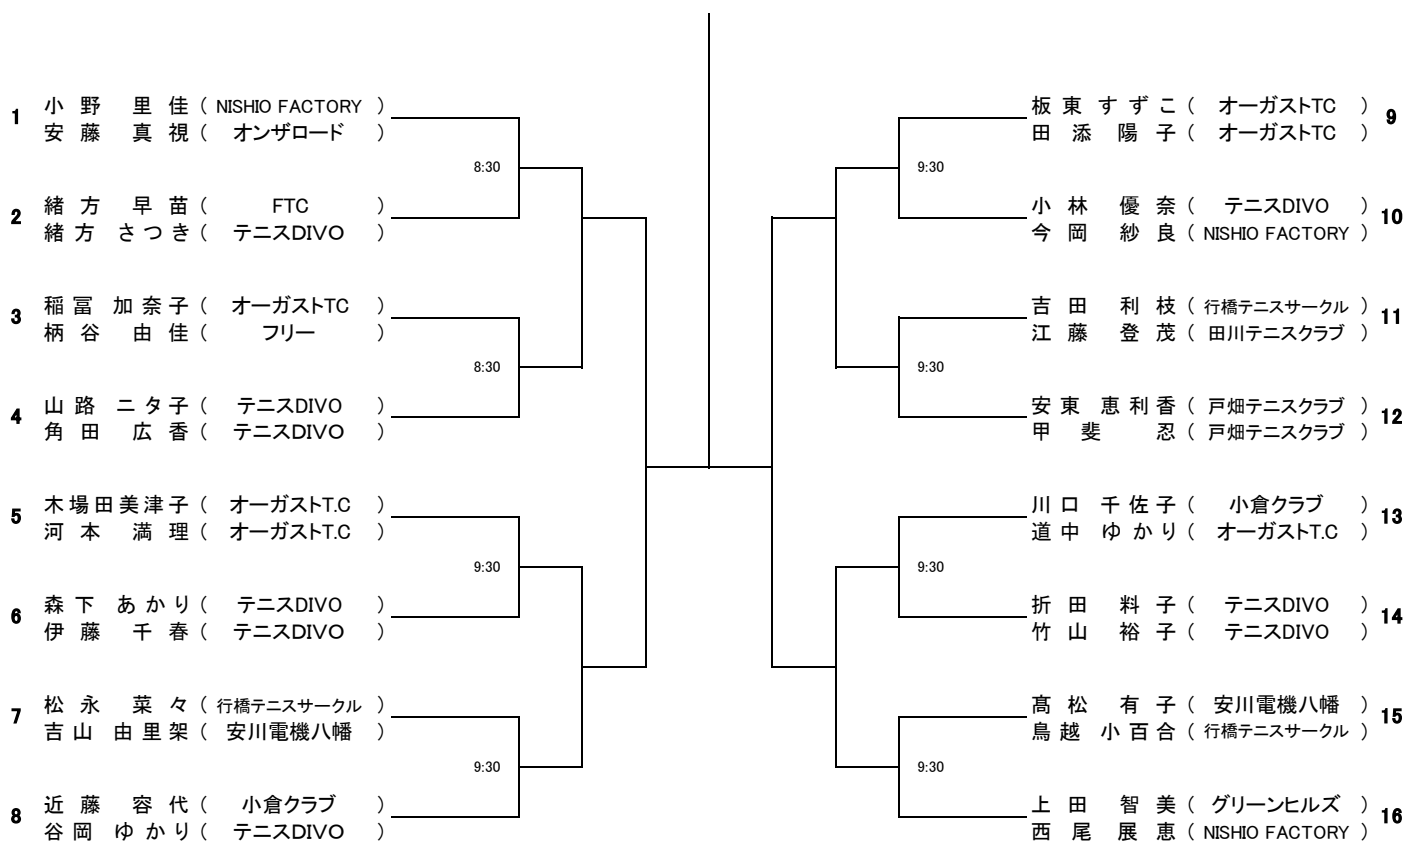 1 小野 里佳 ( NISHIO FACTORY )
安藤 真視 ( オンザロード )
8:30
2 緒方 早苗 ( FTC )
緒方 さつき ( テニスDIVO )
3 稲冨 加奈子 ( オーガストTC )
柄谷 由佳 ( フリー )
8:30
4 山路 ニタ子 ( テニスDIVO )
角田 広香 ( テニスDIVO )
5 木場田美津子 ( オーガストT.C )
河本 満理 ( オーガストT.C )
9:30
6 森下 あかり ( テニスDIVO )
伊藤 千春 ( テニスDIVO )
7 松永 菜々 ( 行橋テニスサークル )
吉山 由里架 ( 安川電機八幡 )
9:30
8 近藤 容代 ( 小倉クラブ )
谷岡 ゆかり ( テニスDIVO )
板東 すずこ ( オーガストTC ) 9
田添 陽子 ( オーガストTC )
9:30
小林 優奈 ( テニスDIVO ) 10
今岡 紗良 ( NISHIO FACTORY )
吉田 利枝 ( 行橋テニスサークル ) 11
江藤 登茂 ( 田川テニスクラブ )
9:30
安東 恵利香 ( 戸畑テニスクラブ ) 12
甲斐 忍 ( 戸畑テニスクラブ )
川口 千佐子 ( 小倉クラブ ) 13
道中 ゆかり ( オーガストT.C )
9:30
折田 料子 ( テニスDIVO ) 14
竹山 裕子 ( テニスDIVO )
髙松 有子 ( 安川電機八幡 ) 15
鳥越 小百合 ( 行橋テニスサークル )
9:30
上田 智美 ( グリーンヒルズ ) 16
西尾 展恵 ( NISHIO FACTORY )